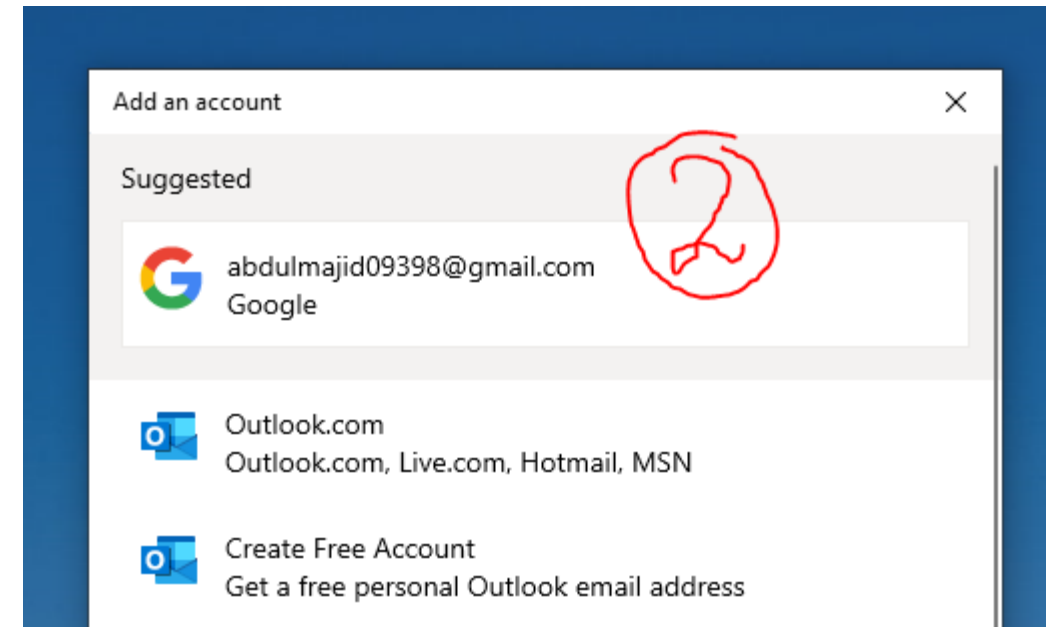 Add an account
Suggested
2
abdulmajid09398@gmail.com
Google
Outlook.com
Outlook.com, Live.com, Hotmail, MSN
Create Free Account
Get a free personal Outlook email address